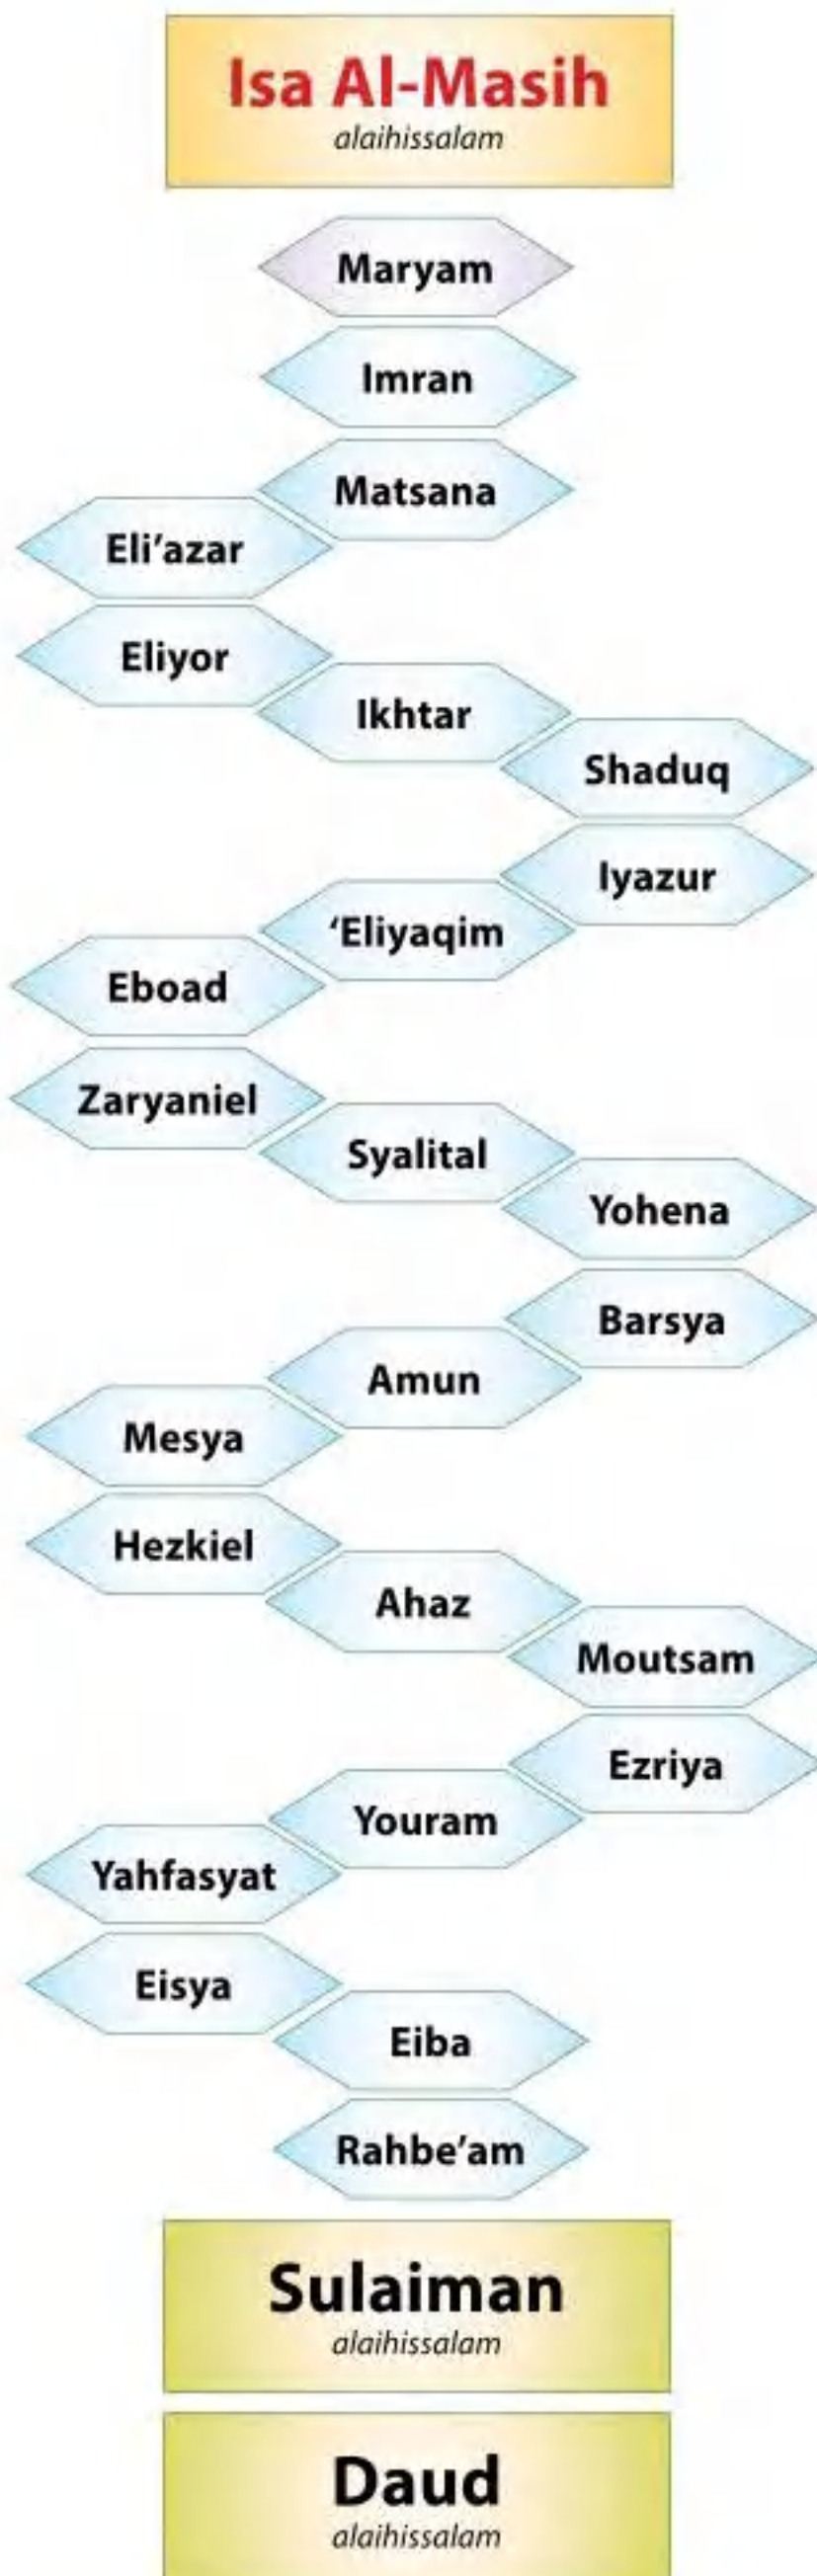 Isa Al-Masih
alaihissalam
Maryam
Imran
Matsana
Eli’azar
Eliyor
Ikhtar
Shaduq
Iyazur
‘Eliyaqim
Eboad
Zaryaniel
Syalital
Yohena
Barsya
Amun
Mesya
Hezkiel
Ahaz
Moutsam
Ezriya
Youram
Yahfasyat
Eisya
Eiba
Rahbe’am
Sulaiman
alaihissalam
Daud
alaihissalam